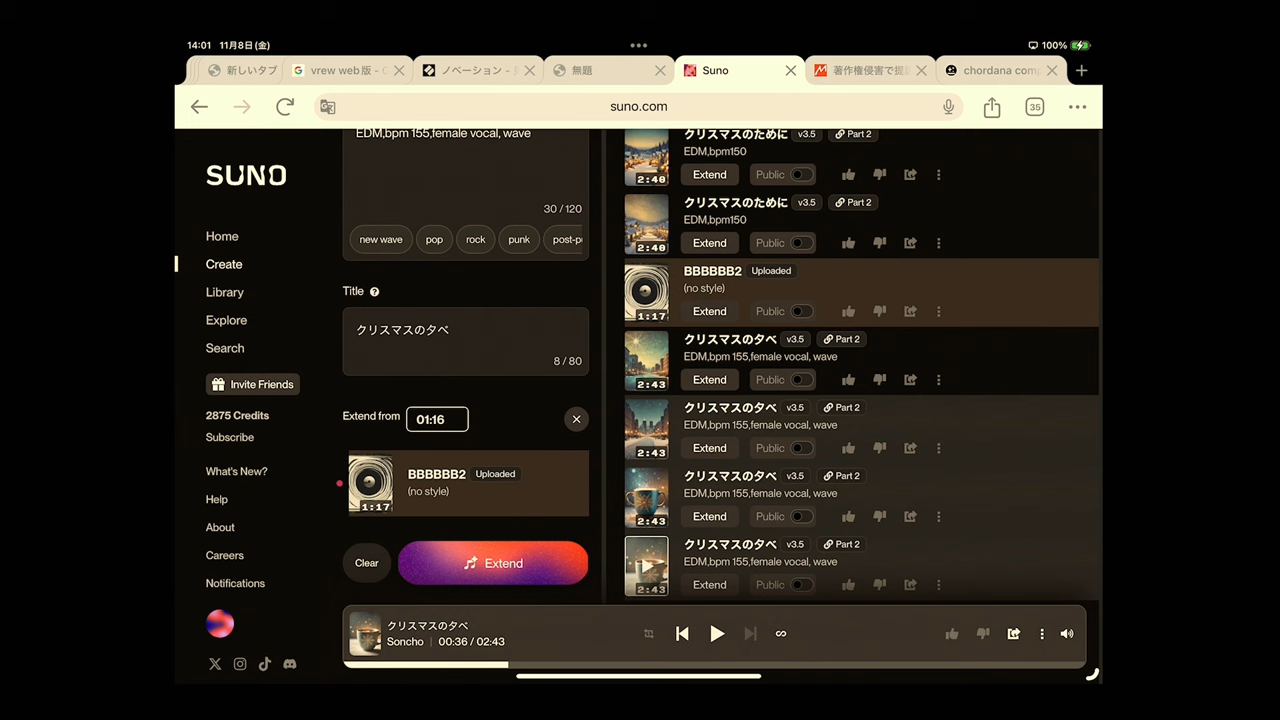 14:01 11月8日(金)
100%
新しいタブ
vrew web版 - G
ノベーション - 
無題
Suno
著作権侵害で提訴
chordana comp
suno.com
35
SUNO
Home
Create
Library
Explore
Search
Invite Friends
2875 Credits
Subscribe
What's New?
Help
About
Careers
Notifications
EDM,bpm 155,female vocal, wave
30 / 120
new wave
pop
rock
punk
post-pu
Title
クリスマスの夕べ
8 / 80
Extend from
01:16
BBBBBB2 Uploaded
(no style)
1:17
Clear
Extend
クリスマスのために v3.5 Part 2
EDM,bpm150
2:40 Extend Public
クリスマスのために v3.5 Part 2
EDM,bpm150
2:40 Extend Public
BBBBBB2 Uploaded
(no style)
1:17 Extend Public
クリスマスの夕べ v3.5 Part 2
EDM,bpm 155,female vocal, wave
2:43 Extend Public
クリスマスの夕べ v3.5 Part 2
EDM,bpm 155,female vocal, wave
2:43 Extend Public
クリスマスの夕べ v3.5 Part 2
EDM,bpm 155,female vocal, wave
2:43 Extend Public
クリスマスの夕べ v3.5 Part 2
EDM,bpm 155,female vocal, wave
2:43 Extend Public
クリスマスの夕べ
Soncho 00:36 / 02:43